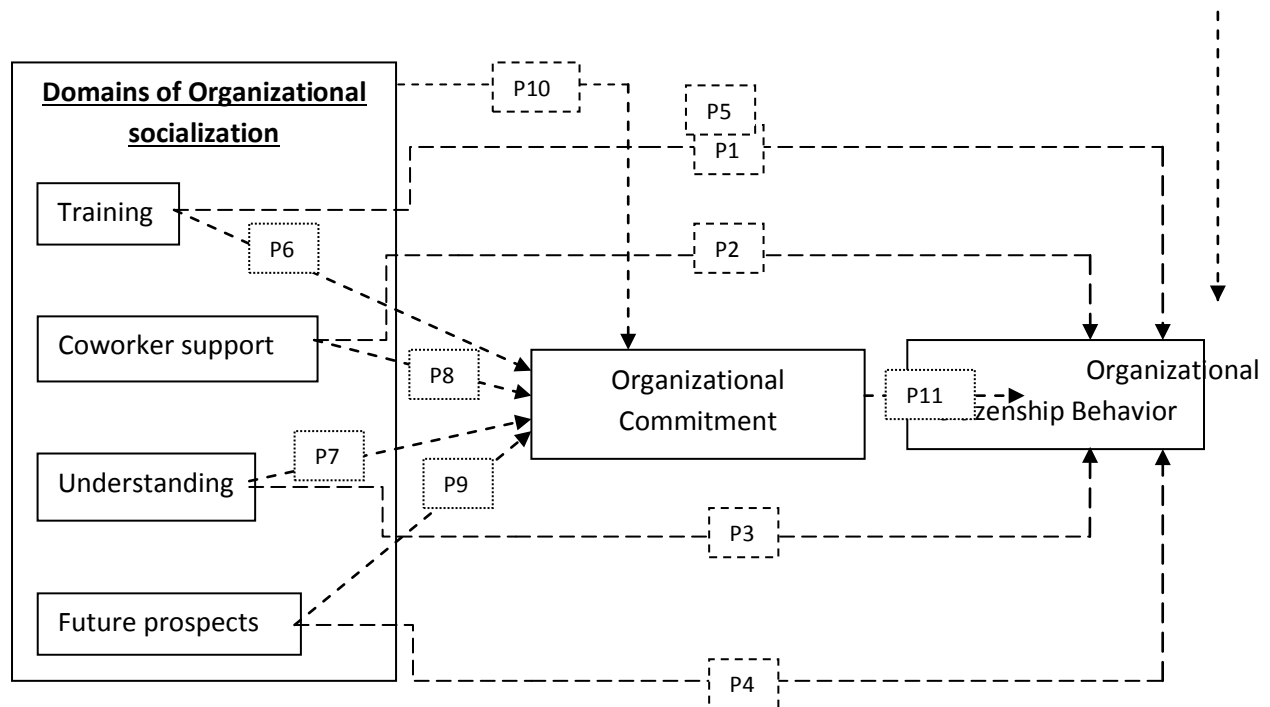 Domains of Organizational
socialization
P10
P5
P1
Training
P6
P2
Coworker support
P8
Organizational
Commitment
P11
Organizational
zenship Behavior
Understanding
P7
P9
P3
Future prospects
P4